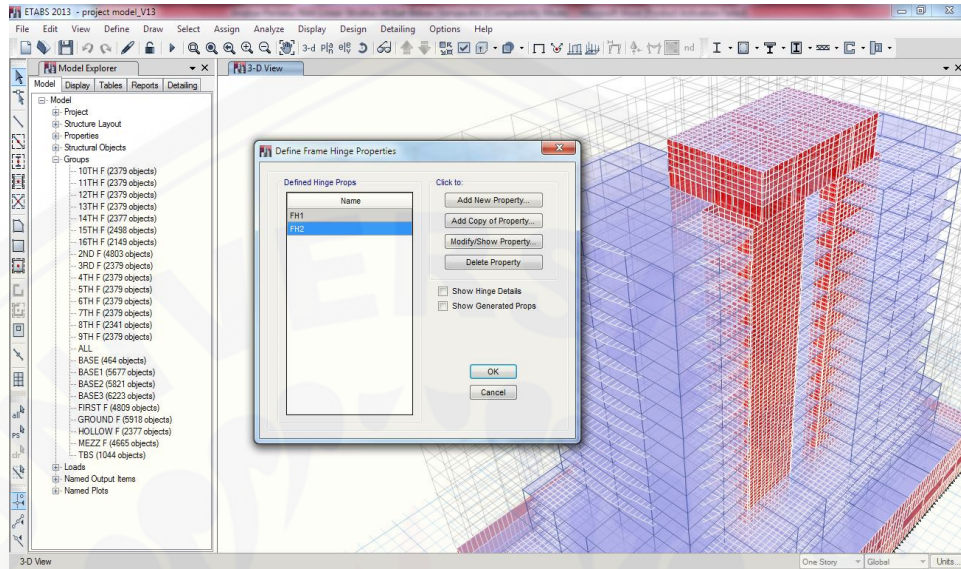 ETABS 2013 - project model_V13
File Edit View Define Draw Select Assign Analyze Display Design Detailing Options Help
3-d
nd
Model Explorer
3-D View
Model Display Tables Reports Detailing
Model
Project
Structure Layout
Properties
Structural Objects
Groups
10TH F (2379 objects)
11TH F (2379 objects)
12TH F (2379 objects)
13TH F (2379 objects)
14TH F (2377 objects)
15TH F (2498 objects)
16TH F (2149 objects)
2ND F (4803 objects)
3RD F (2379 objects)
4TH F (2379 objects)
5TH F (2379 objects)
6TH F (2379 objects)
7TH F (2379 objects)
8TH F (2341 objects)
9TH F (2379 objects)
ALL
BASE (464 objects)
BASE1 (5677 objects)
BASE2 (5821 objects)
BASE3 (6223 objects)
FIRST F (4809 objects)
GROUND F (5918 objects)
HOLLOW F (2377 objects)
MEZZ F (4665 objects)
TBS (1044 objects)
Loads
Named Output Items
Named Plots
all
PS
clr
Define Frame Hinge Properties
Defined Hinge Props
Name
FH1
FH2
Click to:
Add New Property...
Add Copy of Property...
Modify/Show Property...
Delete Property
Show Hinge Details
Show Generated Props
OK
Cancel
3-D View
One Story Global Units...